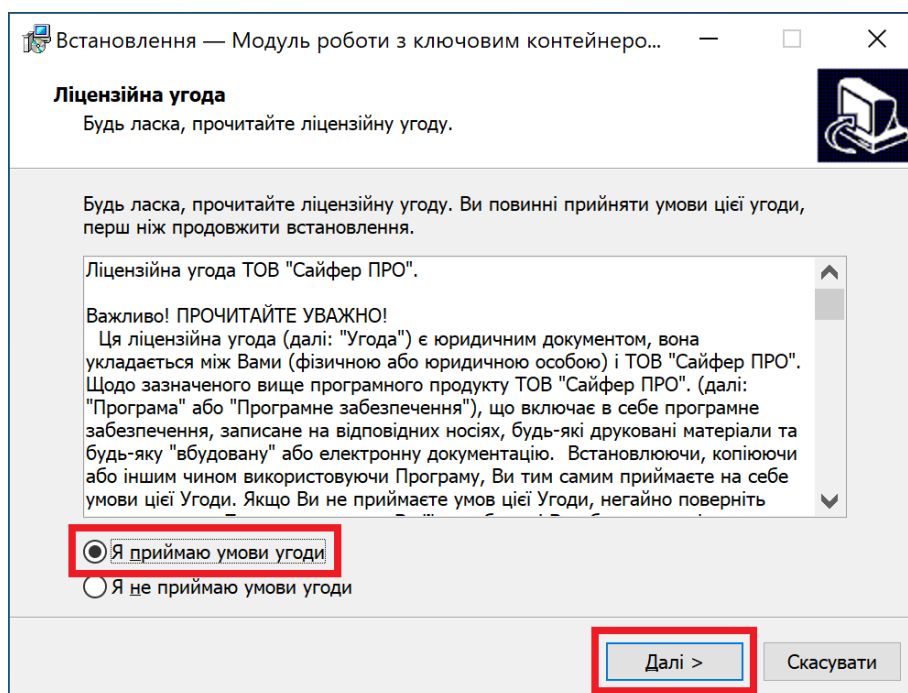 Встановлення — Модуль роботи з ключовим контейнеро...
Ліцензійна угода
Будь ласка, прочитайте ліцензійну угоду.
Будь ласка, прочитайте ліцензійну угоду. Ви повинні прийняти умови цієї угоди,
перш ніж продовжити встановлення.
Ліцензійна угода ТОВ "Сайфер ПРО".
Важливо! ПРОЧИТАЙТЕ УВАЖНО!
Ця ліцензійна угода (далі: "Угода") є юридичним документом, вона
укладається між Вами (фізичною або юридичною особою) і ТОВ "Сайфер ПРО".
Щодо зазначеного вище програмного продукту ТОВ "Сайфер ПРО". (далі:
"Програма" або "Програмне забезпечення"), що включає в себе програмне
забезпечення, записане на відповідних носіях, будь-які друковані матеріали та
будь-яку "вбудовану" або електронну документацію. Встановлюючи, копіюючи
або іншим чином використовуючи Програму, Ви тим самим приймаєте на себе
умови цієї Угоди. Якщо Ви не приймаєте умов цієї Угоди, негайно поверніть
Я приймаю умови угоди
Я не приймаю умови угоди
Далі >
Скасувати